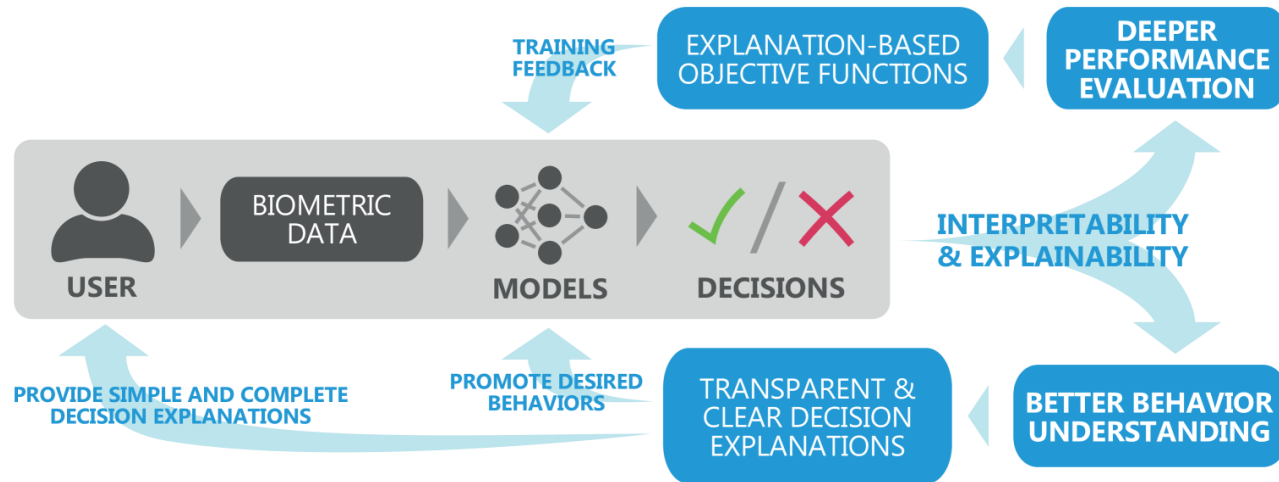 TRAINING
FEEDBACK
EXPLANATION-BASED
OBJECTIVE FUNCTIONS
DEEPER
PERFORMANCE
EVALUATION
USER
BIOMETRIC
DATA
MODELS
DECISIONS
INTERPRETABILITY
& EXPLAINABILITY
PROVIDE SIMPLE AND COMPLETE
DECISION EXPLANATIONS
PROMOTE DESIRED
BEHAVIORS
TRANSPARENT &
CLEAR DECISION
EXPLANATIONS
BETTER BEHAVIOR
UNDERSTANDING